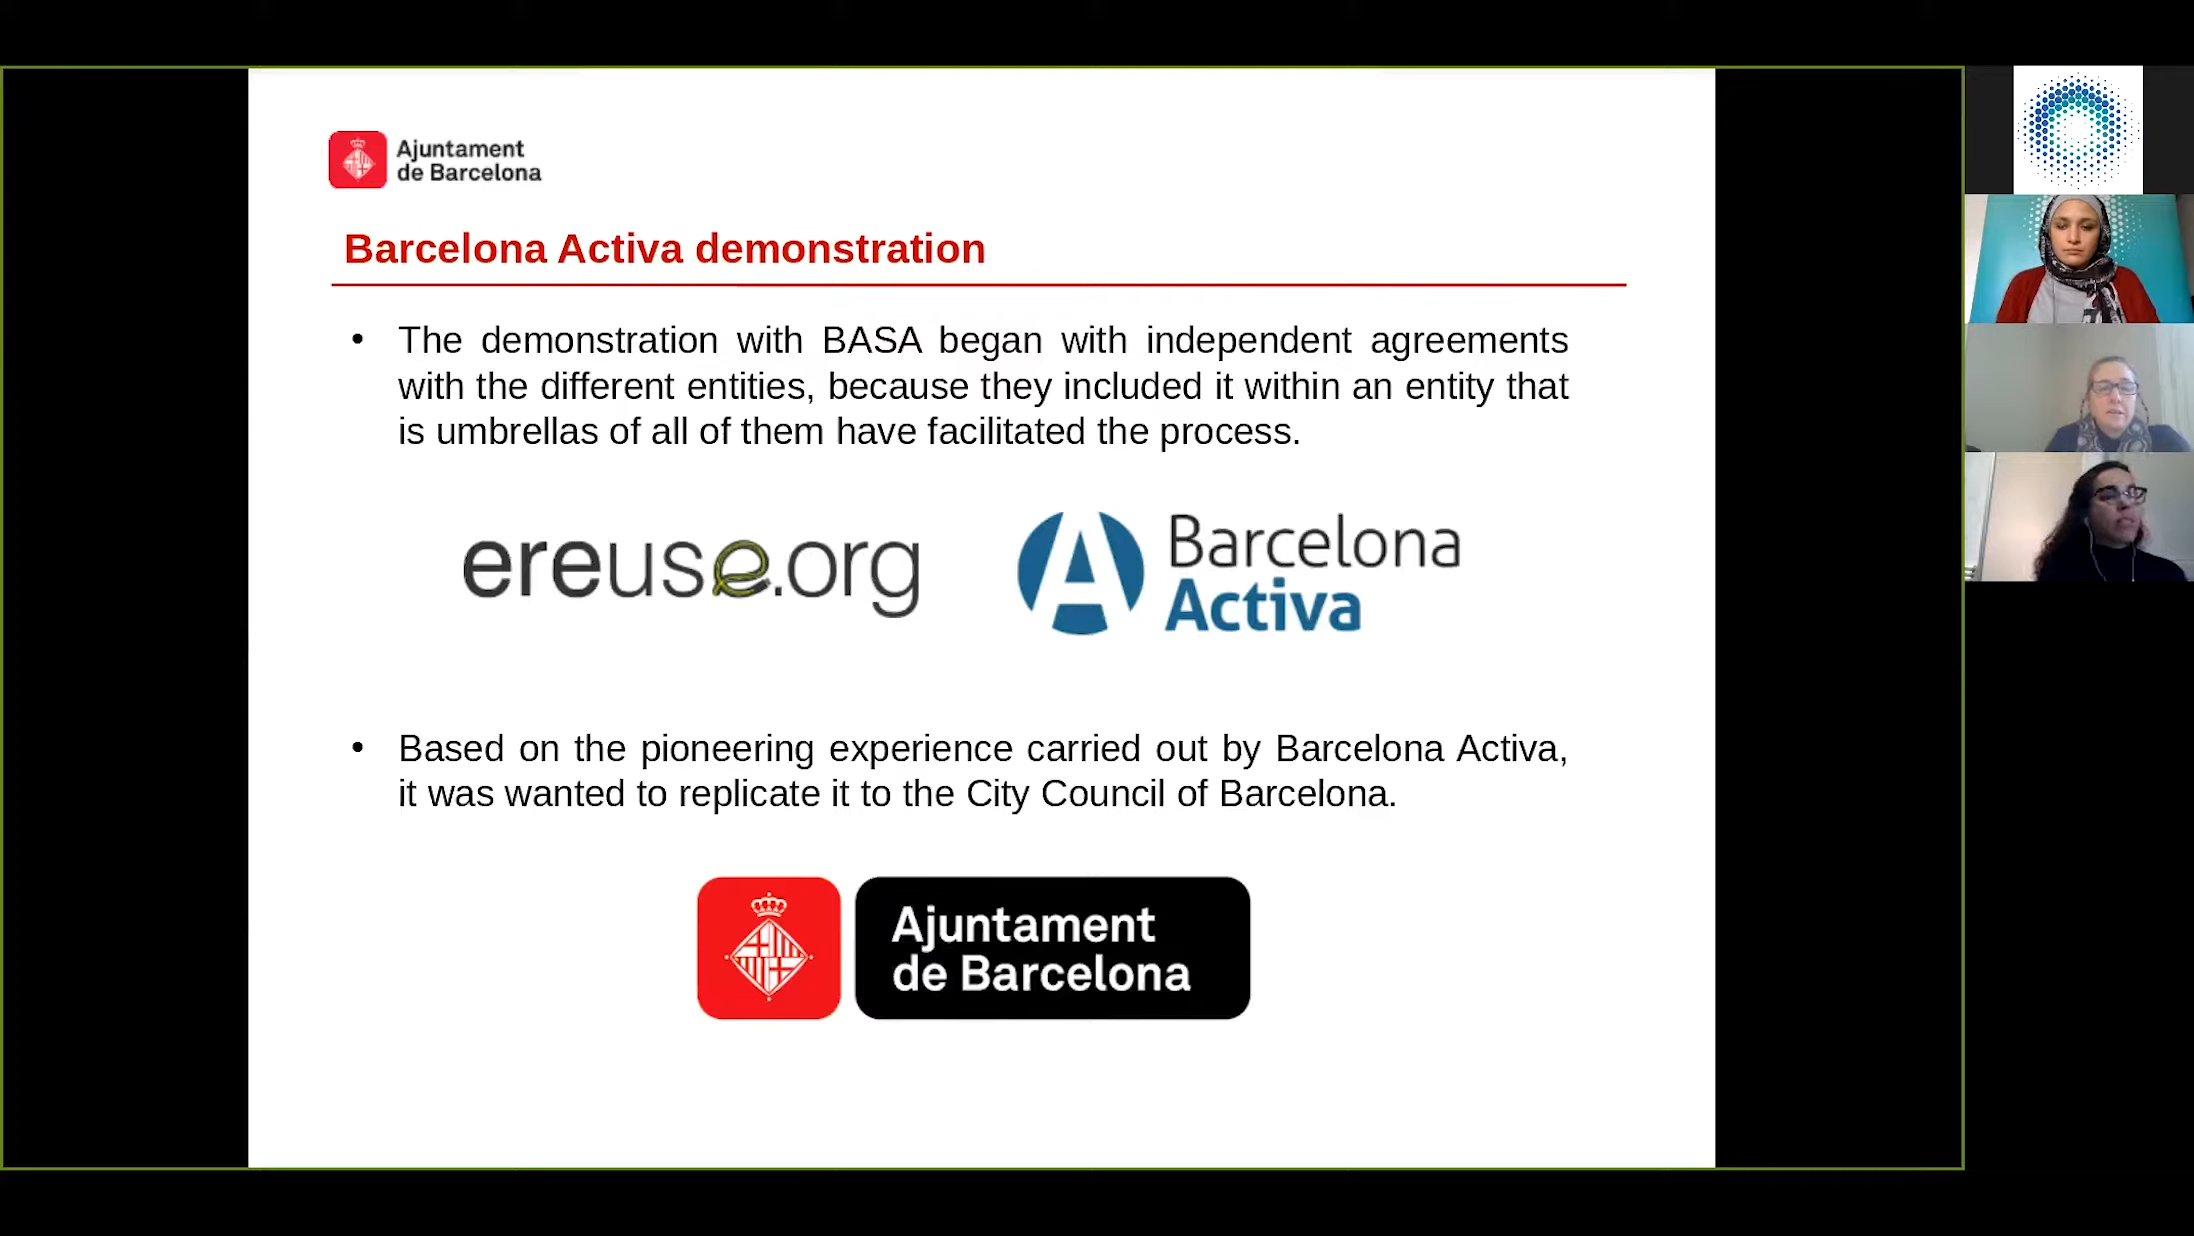 Ajuntament
de Barcelona
Barcelona Activa demonstration
• The demonstration with BASA began with independent agreements
with the different entities, because they included it within an entity that
is umbrellas of all of them have facilitated the process.
ereuse.org
Barcelona
Activa
• Based on the pioneering experience carried out by Barcelona Activa,
it was wanted to replicate it to the City Council of Barcelona.
Ajuntament
de Barcelona